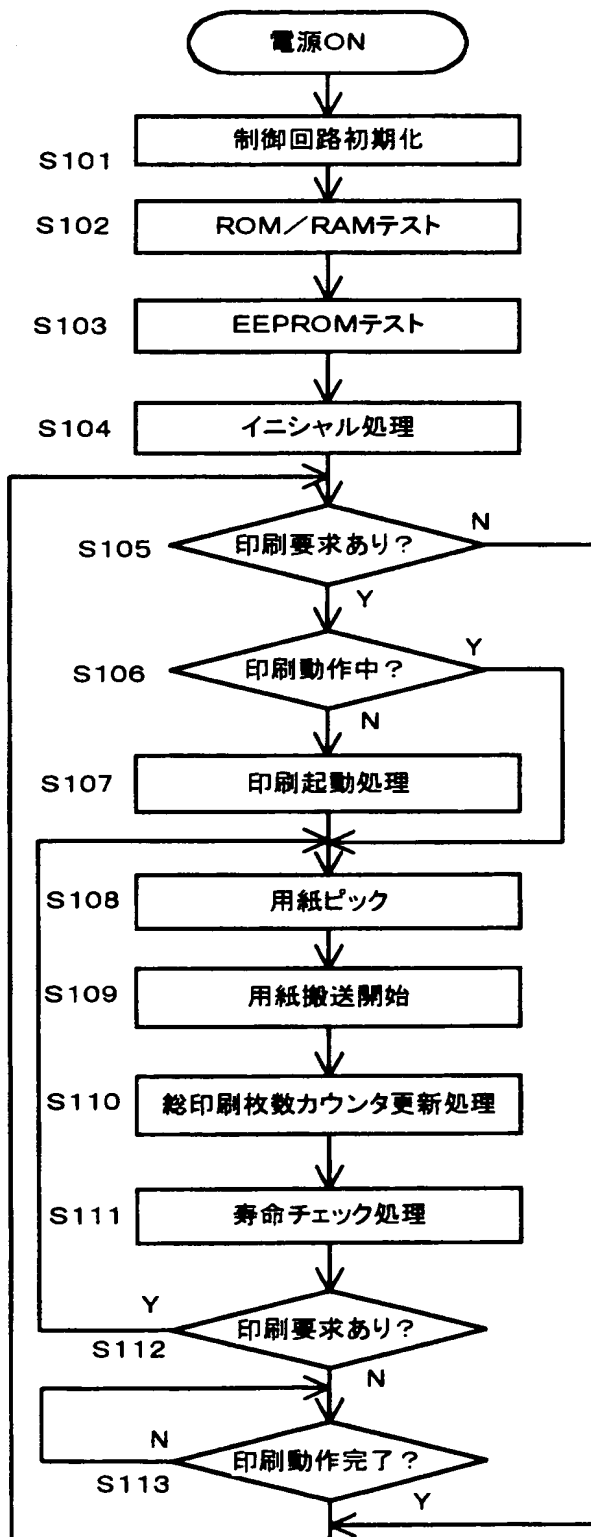 電源ON
制御回路初期化
S101
ROM／RAMテスト
S102
EEPROMテスト
S103
イニシャル処理
S104
N
印刷要求あり？
S105
Y
Y
印刷動作中？
S106
N
印刷起動処理
S107
用紙ピック
S108
用紙搬送開始
S109
総印刷枚数カウンタ更新処理
S110
寿命チェック処理
S111
Y
印刷要求あり？
S112
N
N
印刷動作完了？
S113
Y